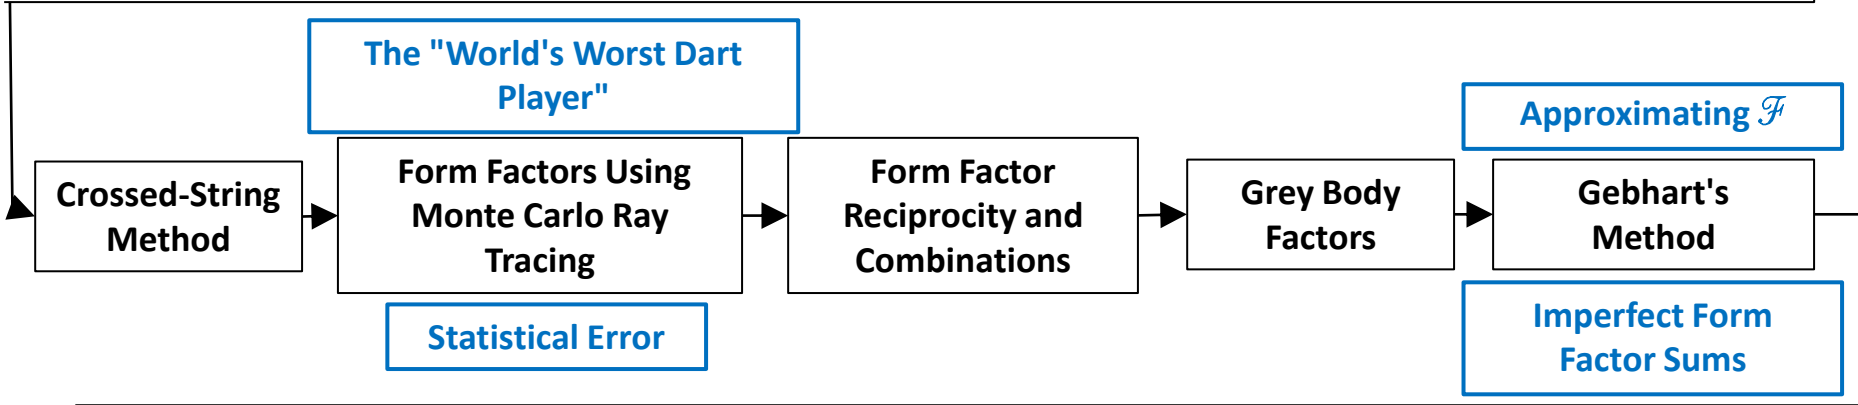 The "World's Worst Dart
Player"
Approximating ℱ
Crossed-String
Method
Form Factors Using
Monte Carlo Ray
Tracing
Form Factor
Reciprocity and
Combinations
Grey Body
Factors
Gebhart's
Method
Statistical Error
Imperfect Form
Factor Sums